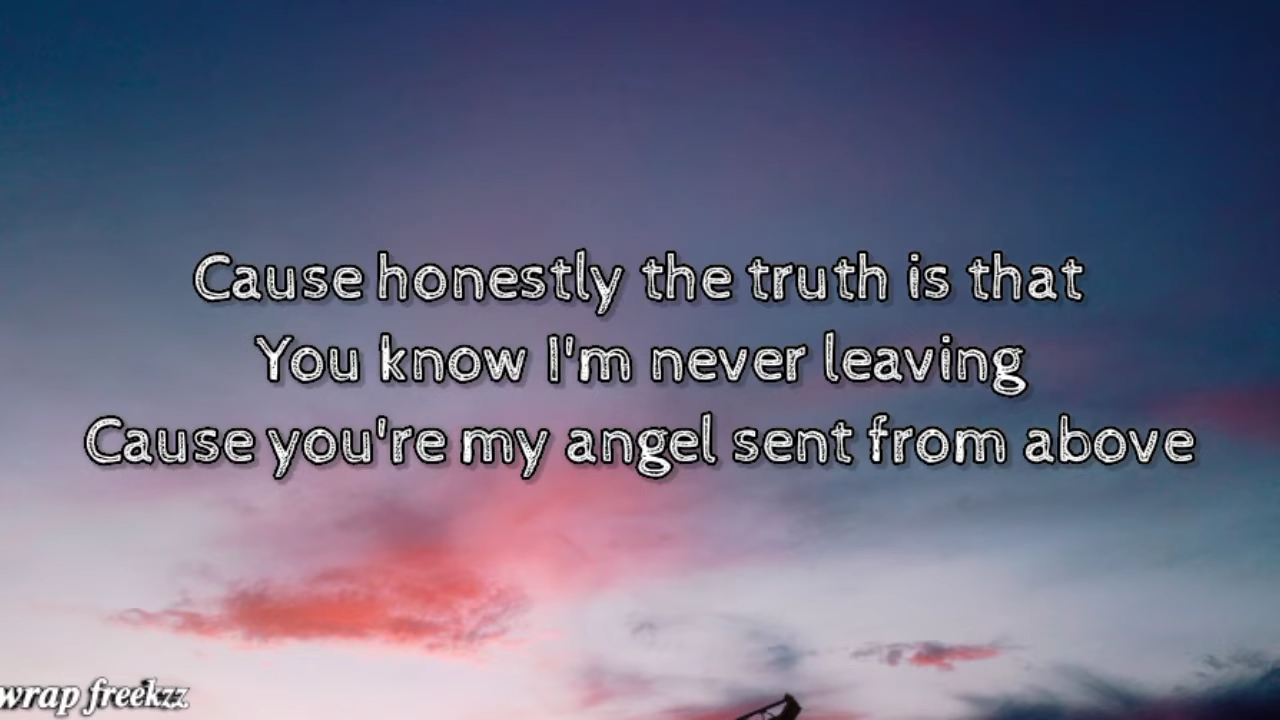 Cause honestly the truth is that
You know I'm never leaving
Cause you're my angel sent from above
wrap freekzz